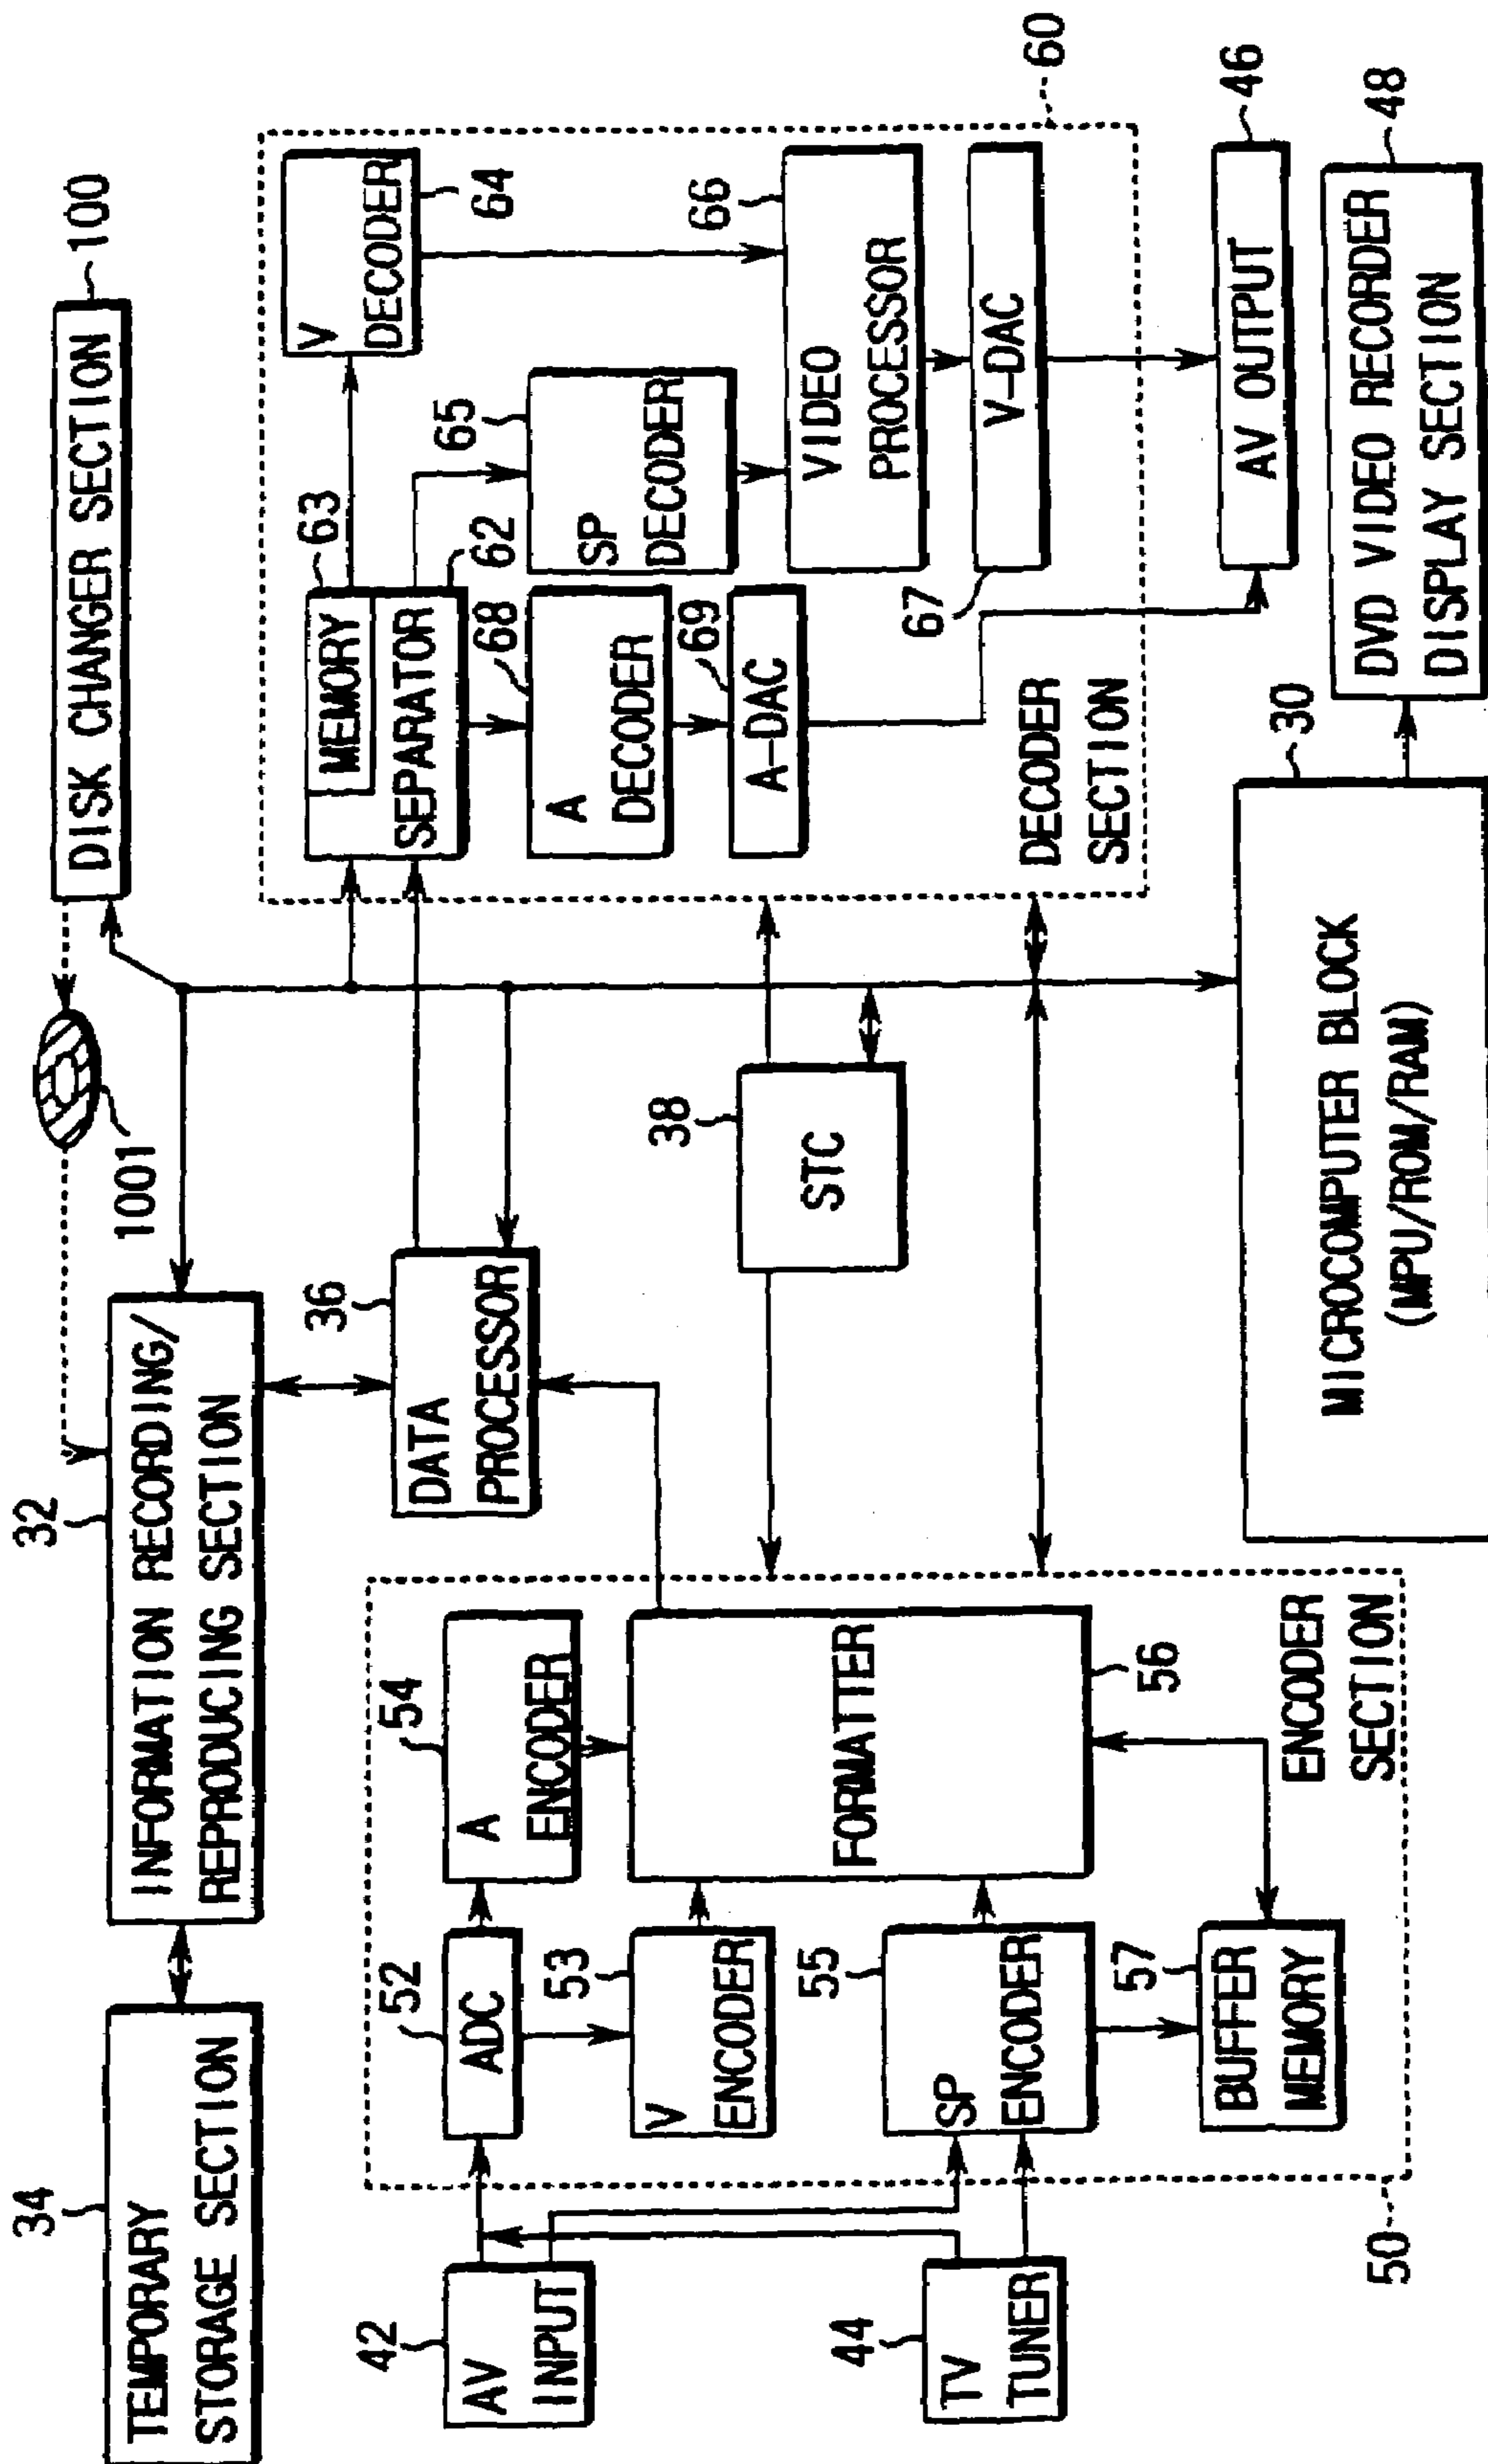 34
TEMPORARY
STORAGE SECTION
32
INFORMATION RECORDING/
REPRODUCING SECTION
1001
100
DISK CHANGER SECTION
36
DATA
PROCESSOR
38
STC
42
AV
INPUT
44
TV
TUNER
50
52
ADC
53
V
ENCODER
54
A
ENCODER
55
SP
ENCODER
56
FORMATTER
57
BUFFER
MEMORY
ENCODER
SECTION
60
63
MEMORY
62
SEPARATOR
64
V
DECODER
65
SP
DECODER
66
VIDEO
PROCESSOR
67
V-DAC
68
A
DECODER
69
A-DAC
DECODER
SECTION
46
AV OUTPUT
30
MICROCOMPUTER BLOCK
(MPU/ROM/RAM)
48
DVD VIDEO RECORDER
DISPLAY SECTION